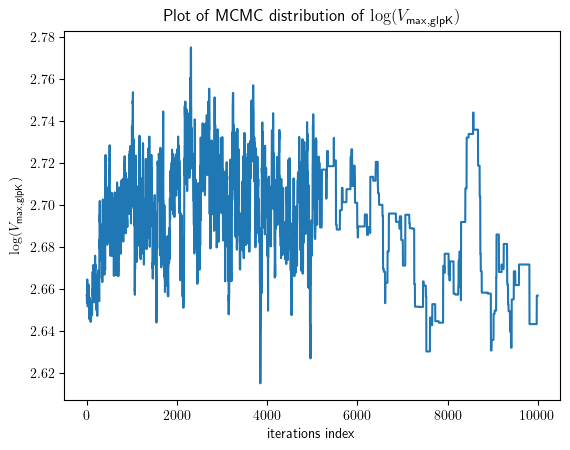 Plot of MCMC distribution of log(V_max,glpK)
2.78
2.76
2.74
2.72
2.70
2.68
2.66
2.64
2.62
log(V_max,glpK)
0 2000 4000 6000 8000 10000
iterations index